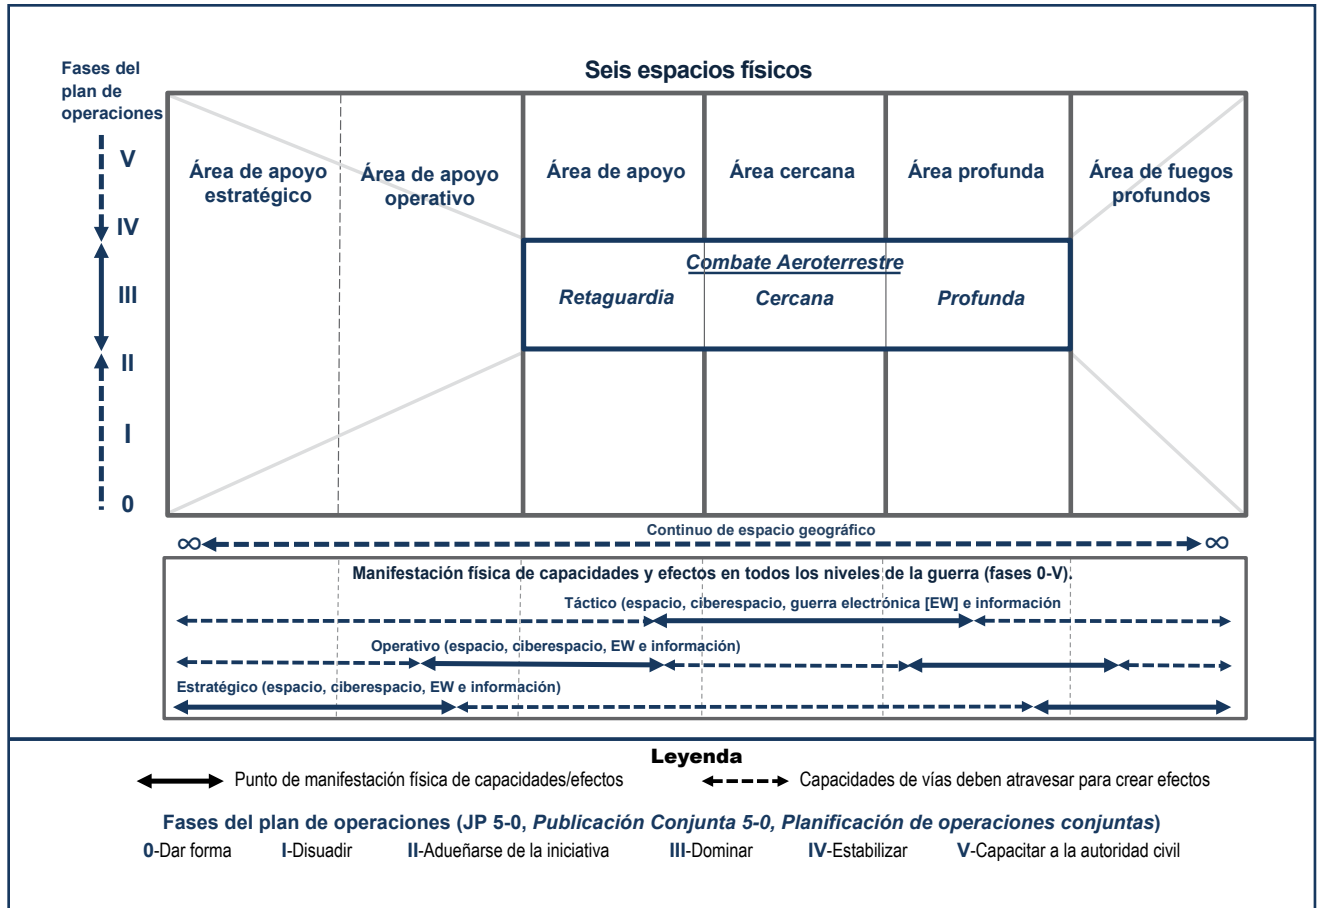 Fases del
plan de
operaciones
Seis espacios físicos
V
IV
III
II
I
0
Área de apoyo
estratégico
Área de apoyo
operativo
Área de apoyo
Área cercana
Área profunda
Área de fuegos
profundos
Combate Aeroterrestre
Retaguardia
Cercana
Profunda
Continuo de espacio geográfico
∞ ∞
Manifestación física de capacidades y efectos en todos los niveles de la guerra (fases 0-V).
Táctico (espacio, ciberespacio, guerra electrónica [EW] e información
Operativo (espacio, ciberespacio, EW e información)
Estratégico (espacio, ciberespacio, EW e información)
Leyenda
Punto de manifestación física de capacidades/efectos
Capacidades de vías deben atravesar para crear efectos
Fases del plan de operaciones (JP 5-0, Publicación Conjunta 5-0, Planificación de operaciones conjuntas)
0-Dar forma I-Disuadir II-Adueñarse de la iniciativa III-Dominar IV-Estabilizar V-Capacitar a la autoridad civil